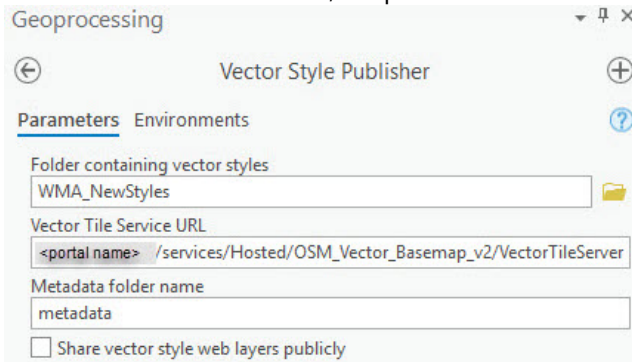 Geoprocessing
Vector Style Publisher
Parameters Environments
Folder containing vector styles
WMA_NewStyles
Vector Tile Service URL
<portal name> /services/Hosted/OSM_Vector_Basemap_v2/VectorTileServer
Metadata folder name
metadata
Share vector style web layers publicly